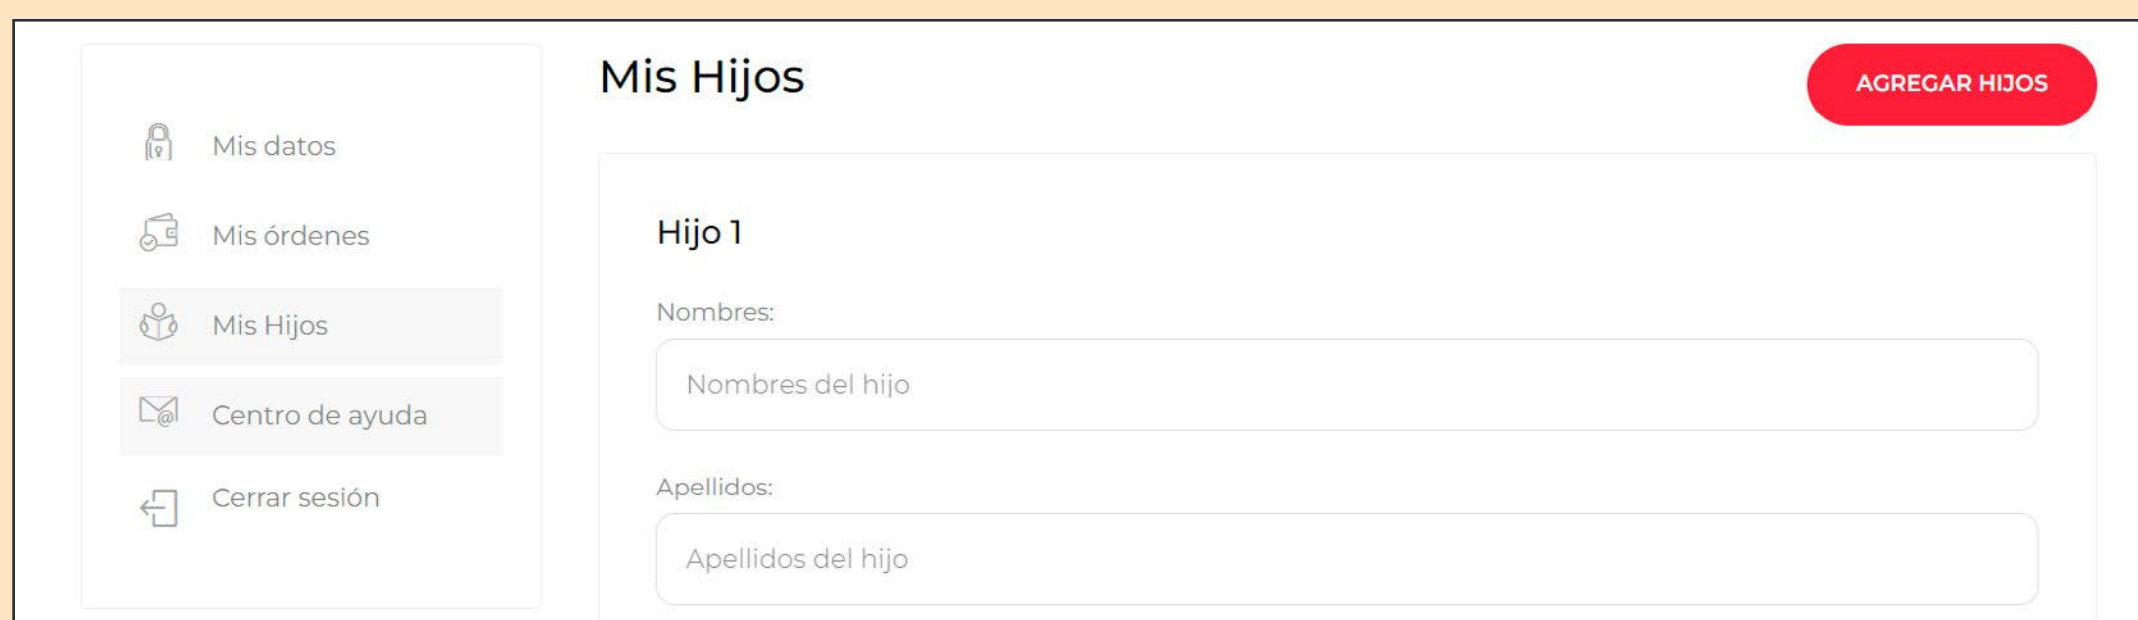 Mis datos
Mis órdenes
Mis Hijos
Centro de ayuda
Cerrar sesión
Mis Hijos
AGREGAR HIJOS
Hijo 1
Nombres:
Nombres del hijo
Apellidos:
Apellidos del hijo